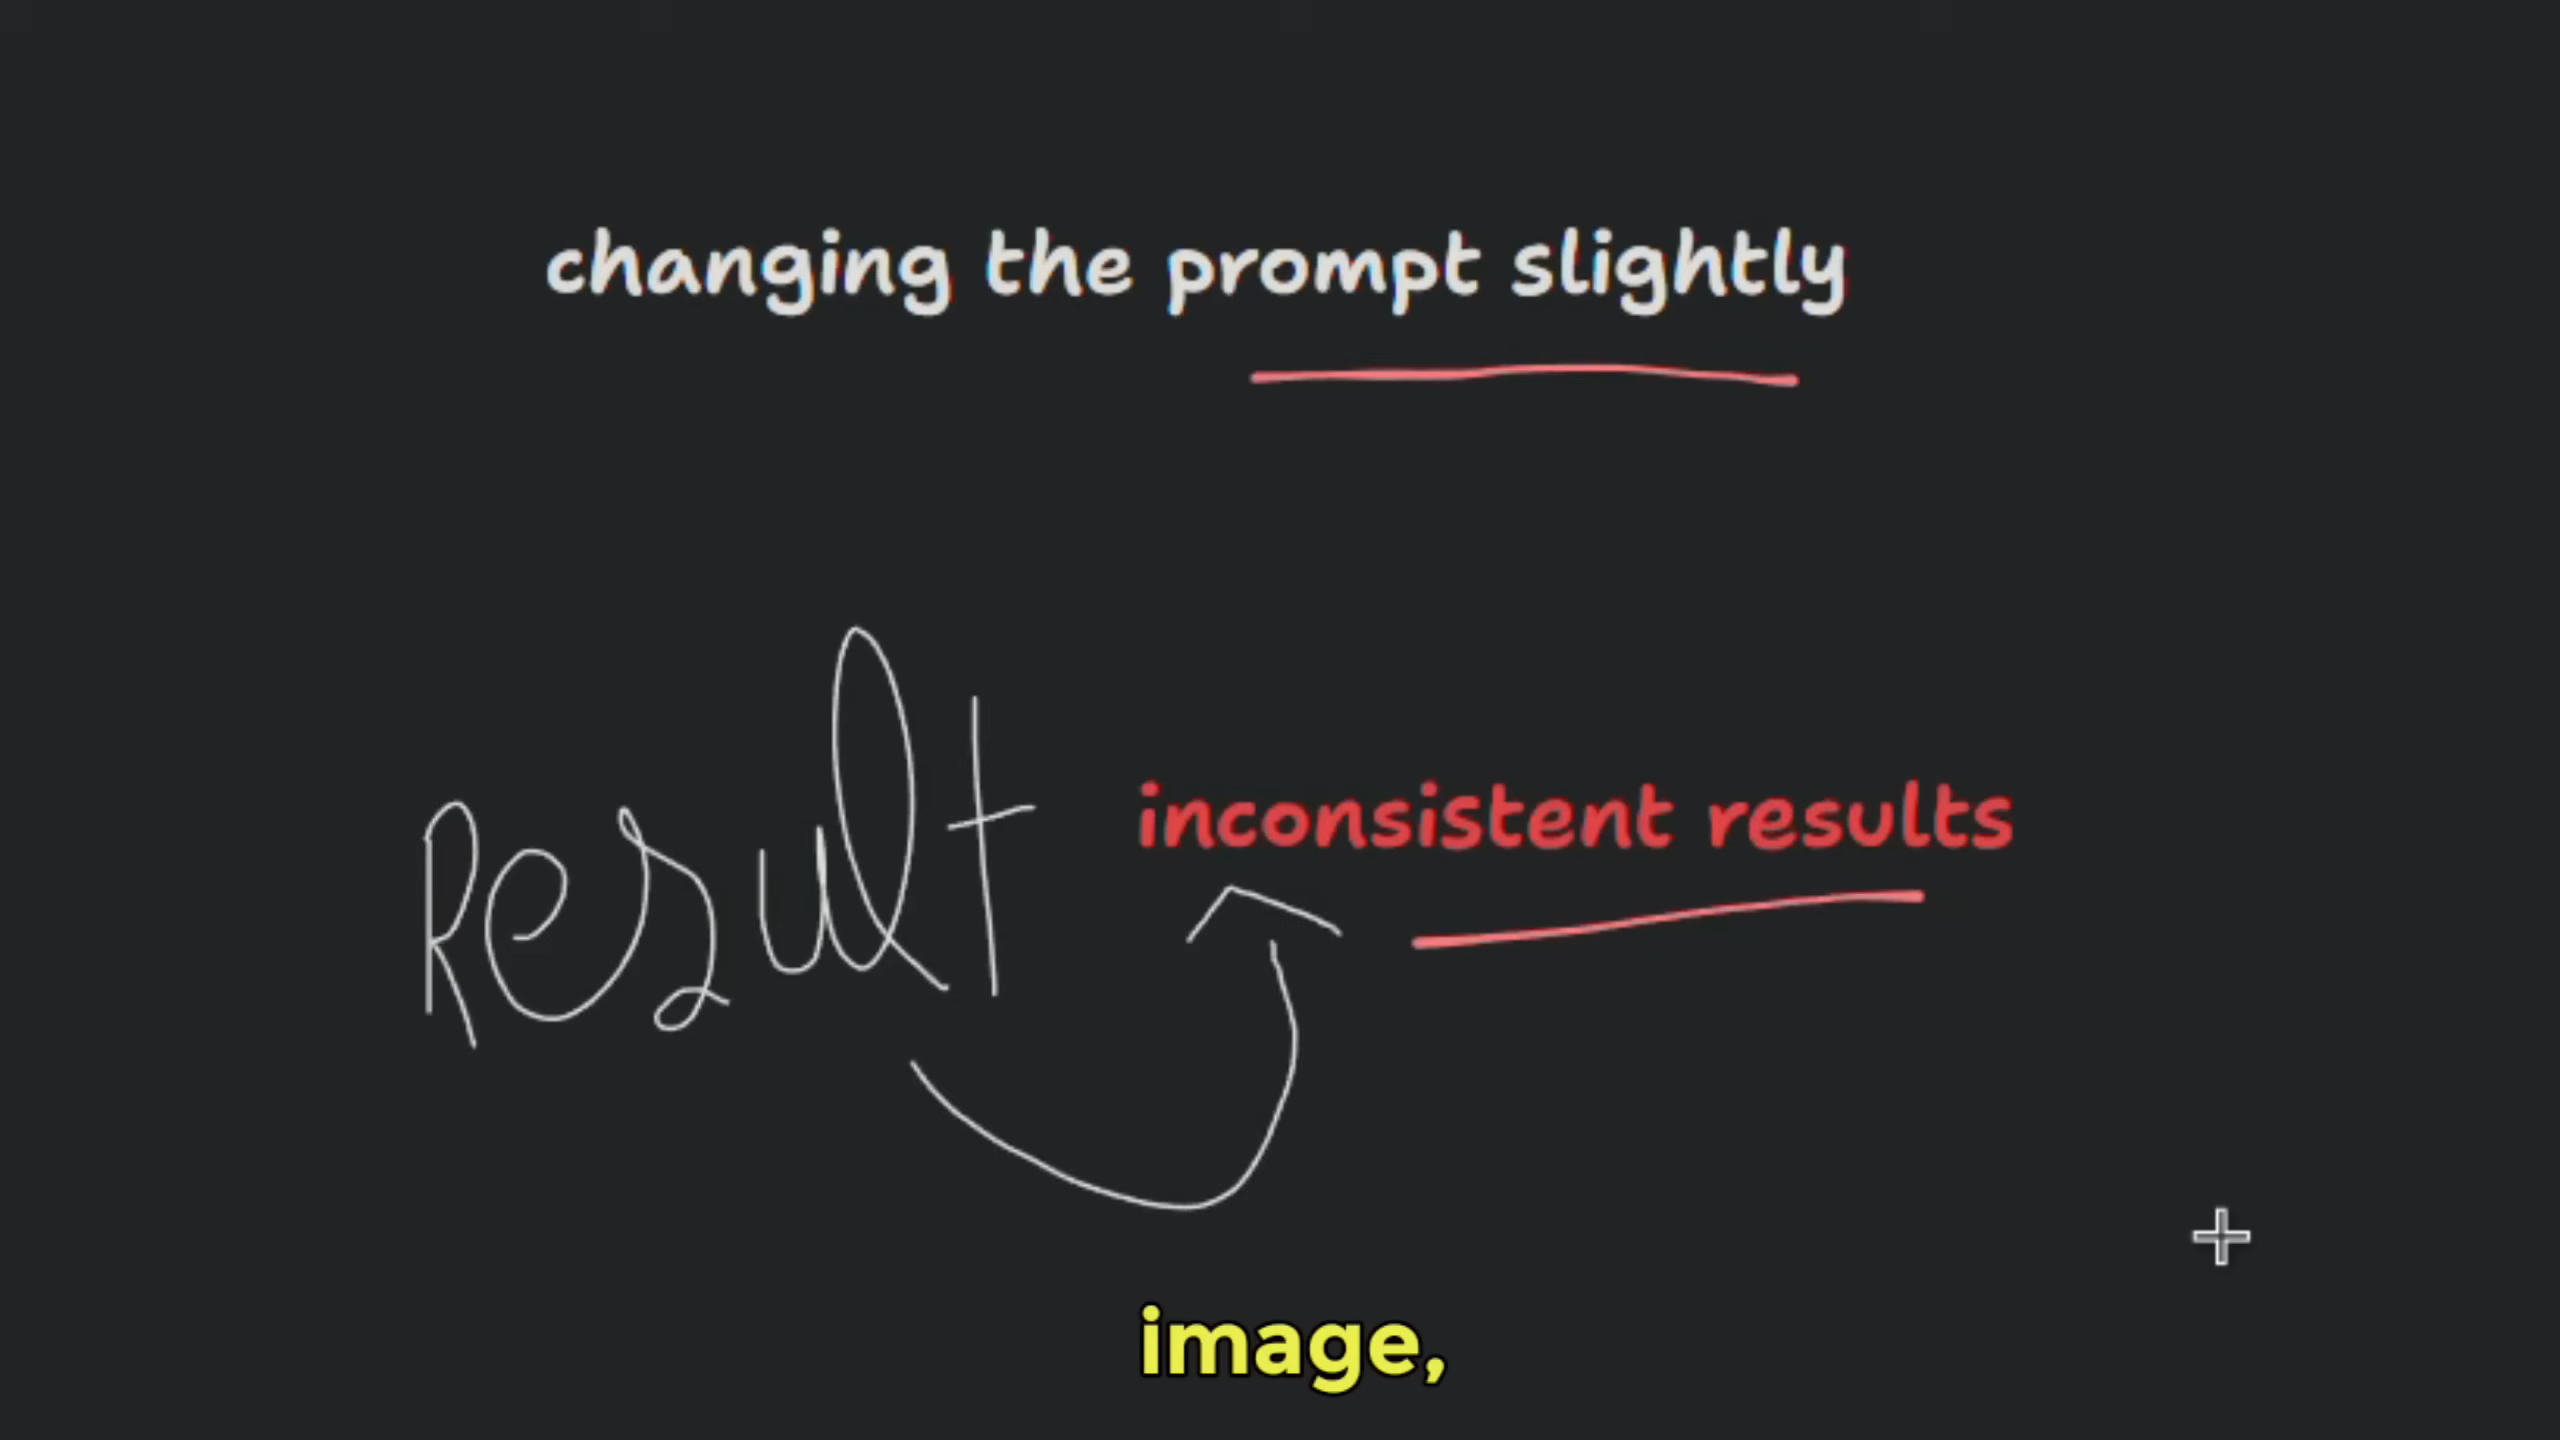 changing the prompt slightly
Result
inconsistent results
image,